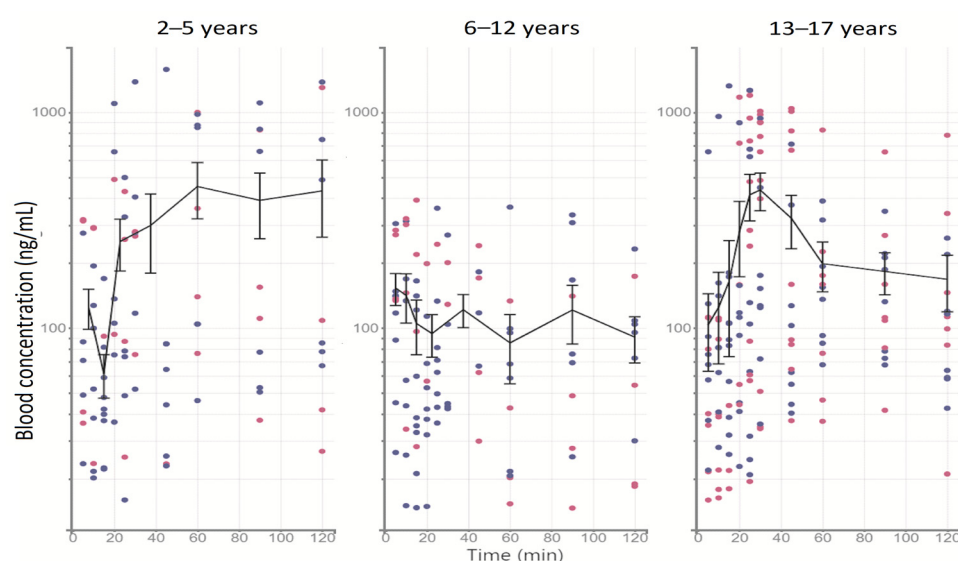 2–5 years 6–12 years 13–17 years
1000 1000 1000
100 100 100
0 20 40 60 80 100 120 0 20 40 60 80 100 120 0 20 40 60 80 100 120
Time (min)
Blood concentration (ng/mL)